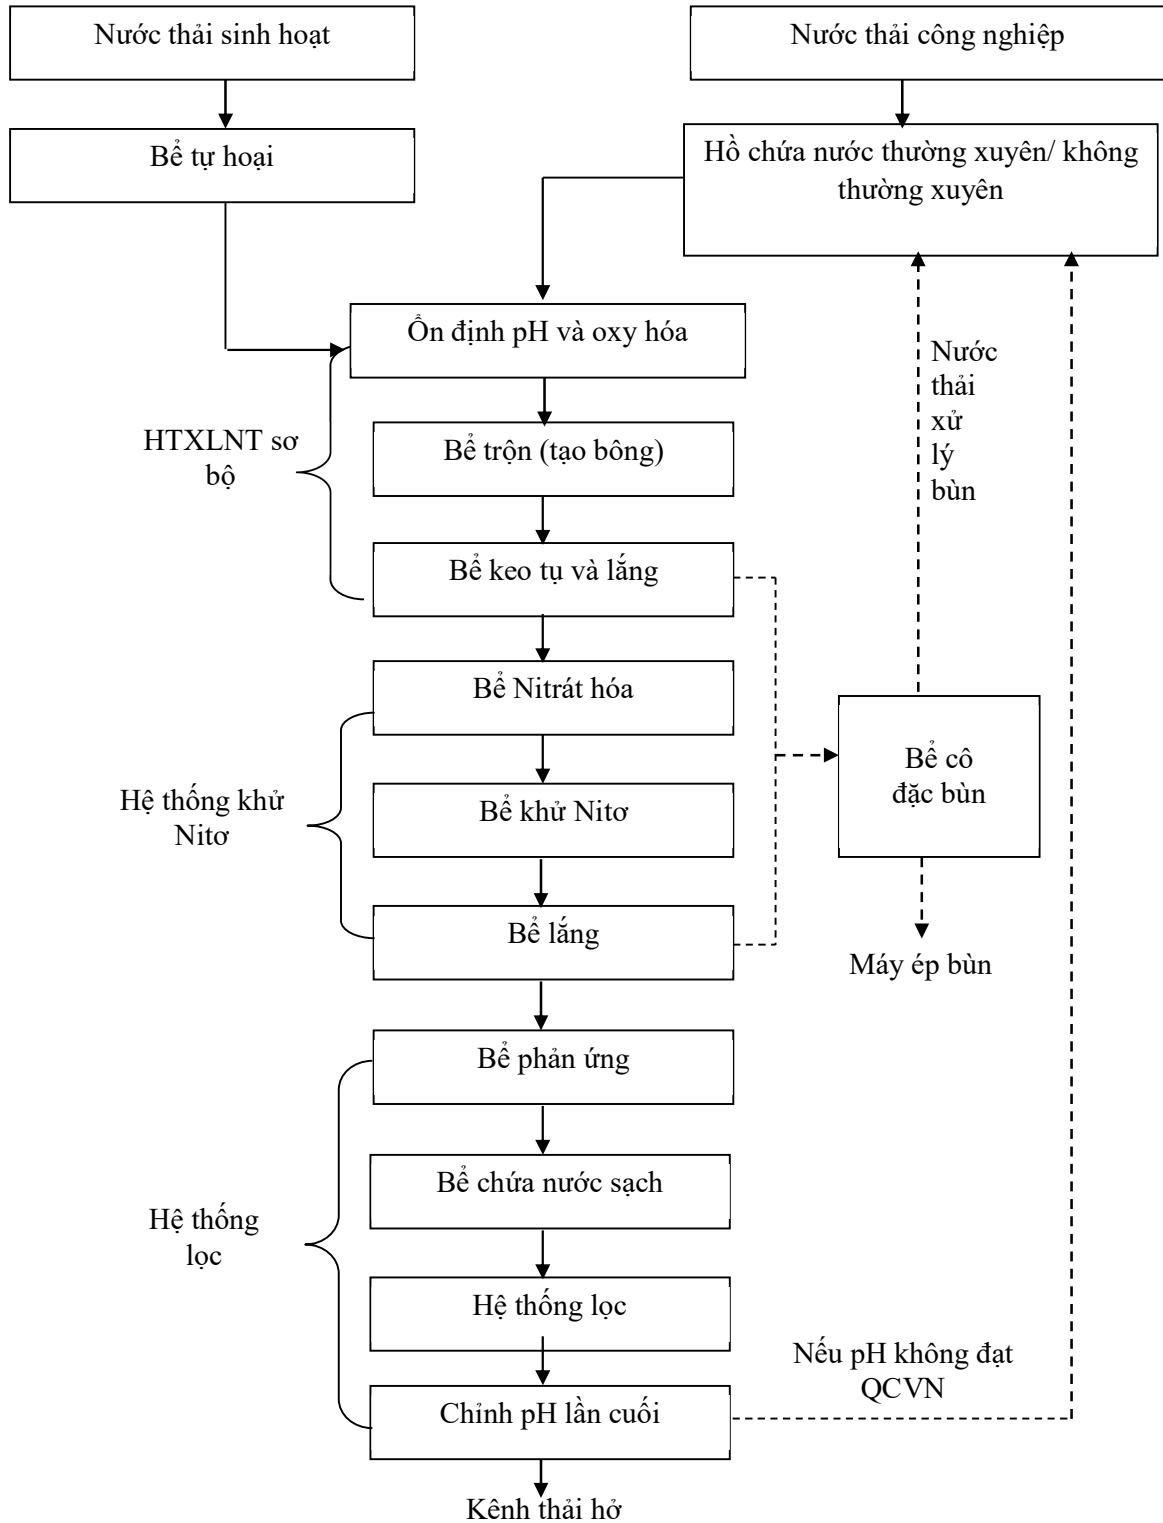 Nước thải sinh hoạt
Nước thải công nghiệp
Bể tự hoại
Hồ chứa nước thường xuyên/ không
thường xuyên
Ổn định pH và oxy hóa
Nước
thải
xử
lý
bùn
HTXLNT sơ
bộ
Bể trộn (tạo bông)
Bể keo tụ và lắng
Bể Nitrát hóa
Hệ thống khử
Nitơ
Bể khử Nitơ
Bể cô
đặc bùn
Bể lắng
Máy ép bùn
Bể phản ứng
Bể chứa nước sạch
Hệ thống
lọc
Hệ thống lọc
Nếu pH không đạt
QCVN
Chỉnh pH lần cuối
Kênh thải hở